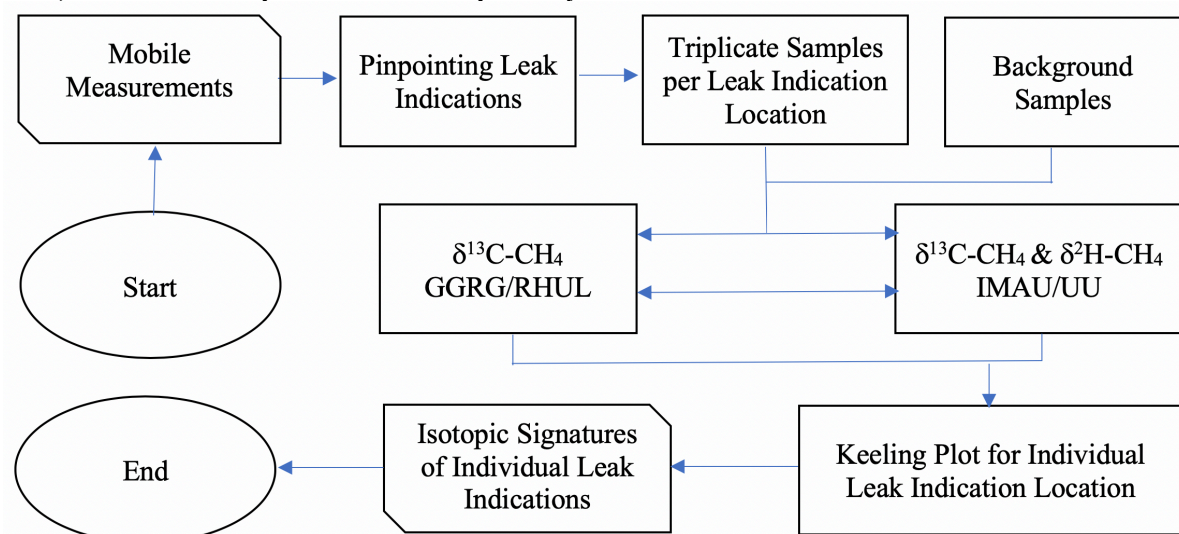 Mobile
Measurements
Pinpointing Leak
Indications
Triplicate Samples
per Leak Indication
Location
Background
Samples
Start
δ¹³C-CH₄
GGRG/RHUL
δ¹³C-CH₄ & δ²H-CH₄
IMAU/UU
End
Isotopic Signatures
of Individual Leak
Indications
Keeling Plot for Individual
Leak Indication Location